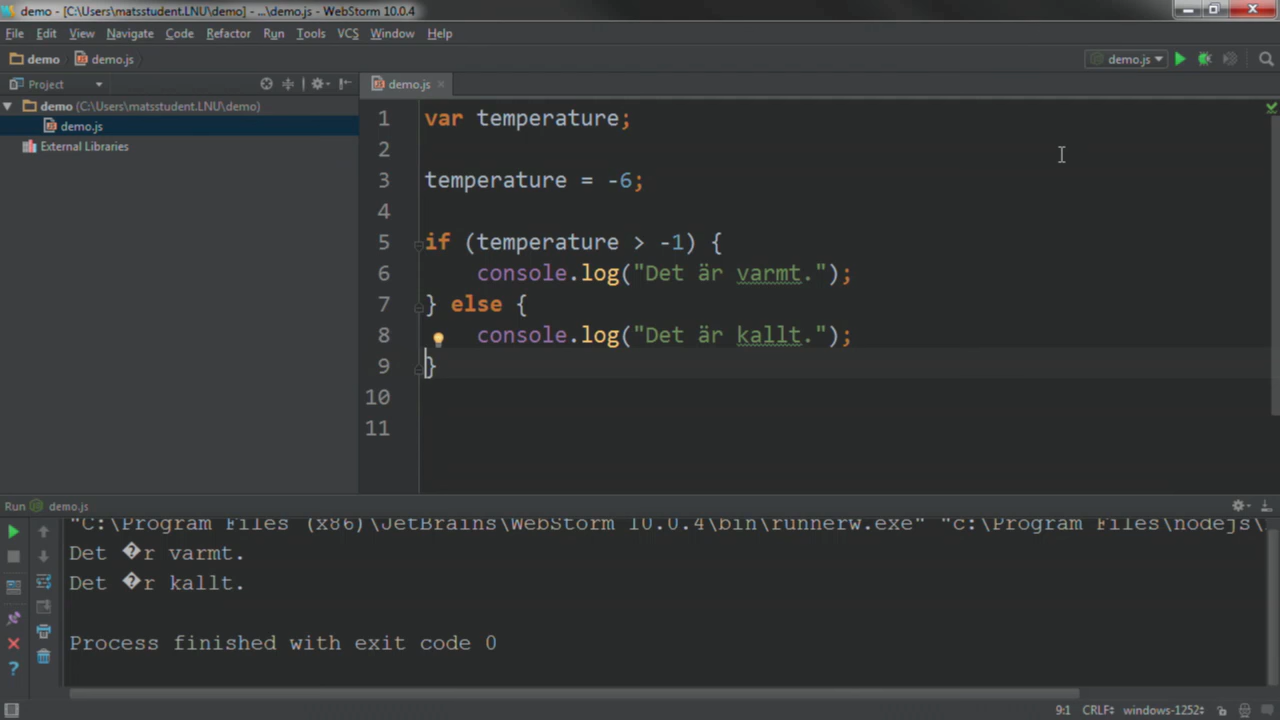 demo - [C:\Users\matsstudent.LNU\demo] - ...\demo.js - WebStorm 10.0.4
File Edit View Navigate Code Refactor Run Tools VCS Window Help
demo demo.js demo.js
Project demo.js
demo (C:\Users\matsstudent.LNU\demo)
demo.js
External Libraries
1 var temperature;
2
3 temperature = -6;
4
5 if (temperature > -1) {
6 console.log("Det är varmt.");
7 } else {
8 console.log("Det är kallt.");
9 }
10
11
Run demo.js
"C:\Program Files (x86)\JetBrains\WebStorm 10.0.4\bin\runnerw.exe" "c:\Program Files\nodejs\
Det �r varmt.
Det �r kallt.
Process finished with exit code 0
9:1 CRLF windows-1252